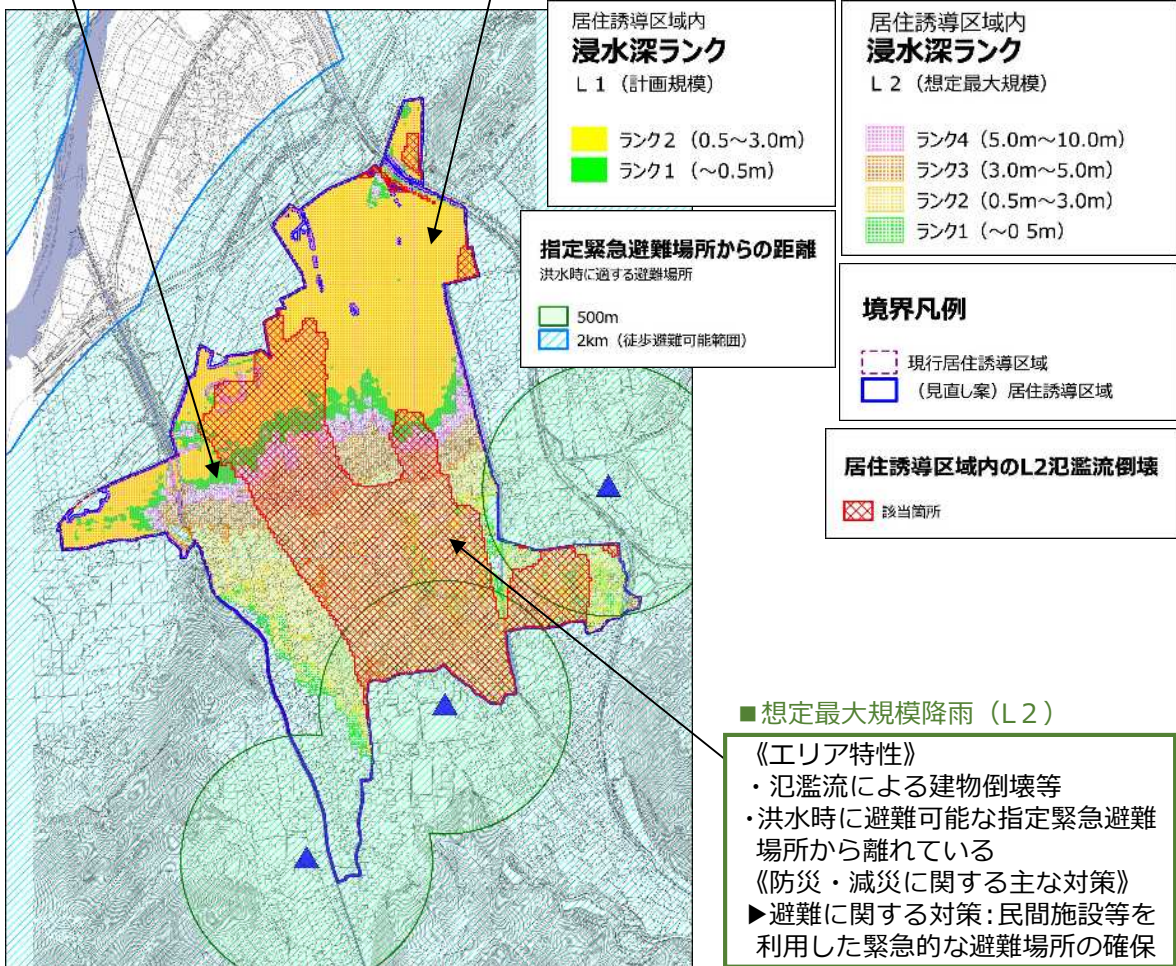 居住誘導区域内
浸水深ランク
L1(計画規模)
ランク2(0.5~3.0m)
ランク1(~0.5m)
居住誘導区域内
浸水深ランク
L2(想定最大規模)
ランク4(5.0m~10.0m)
ランク3(3.0m~5.0m)
ランク2(0.5m~3.0m)
ランク1(~0 5m)
指定緊急避難場所からの距離
洪水時に適する避難場所
500m
2km(徒歩避難可能範囲)
境界凡例
現行居住誘導区域
(見直し案)居住誘導区域
居住誘導区域内のL2氾濫流倒壊
該当箇所
■想定最大規模降雨(L2)
《エリア特性》
・氾濫流による建物倒壊等
・洪水時に避難可能な指定緊急避難
場所から離れている
《防災・減災に関する主な対策》
▶避難に関する対策:民間施設等を
利用した緊急的な避難場所の確保